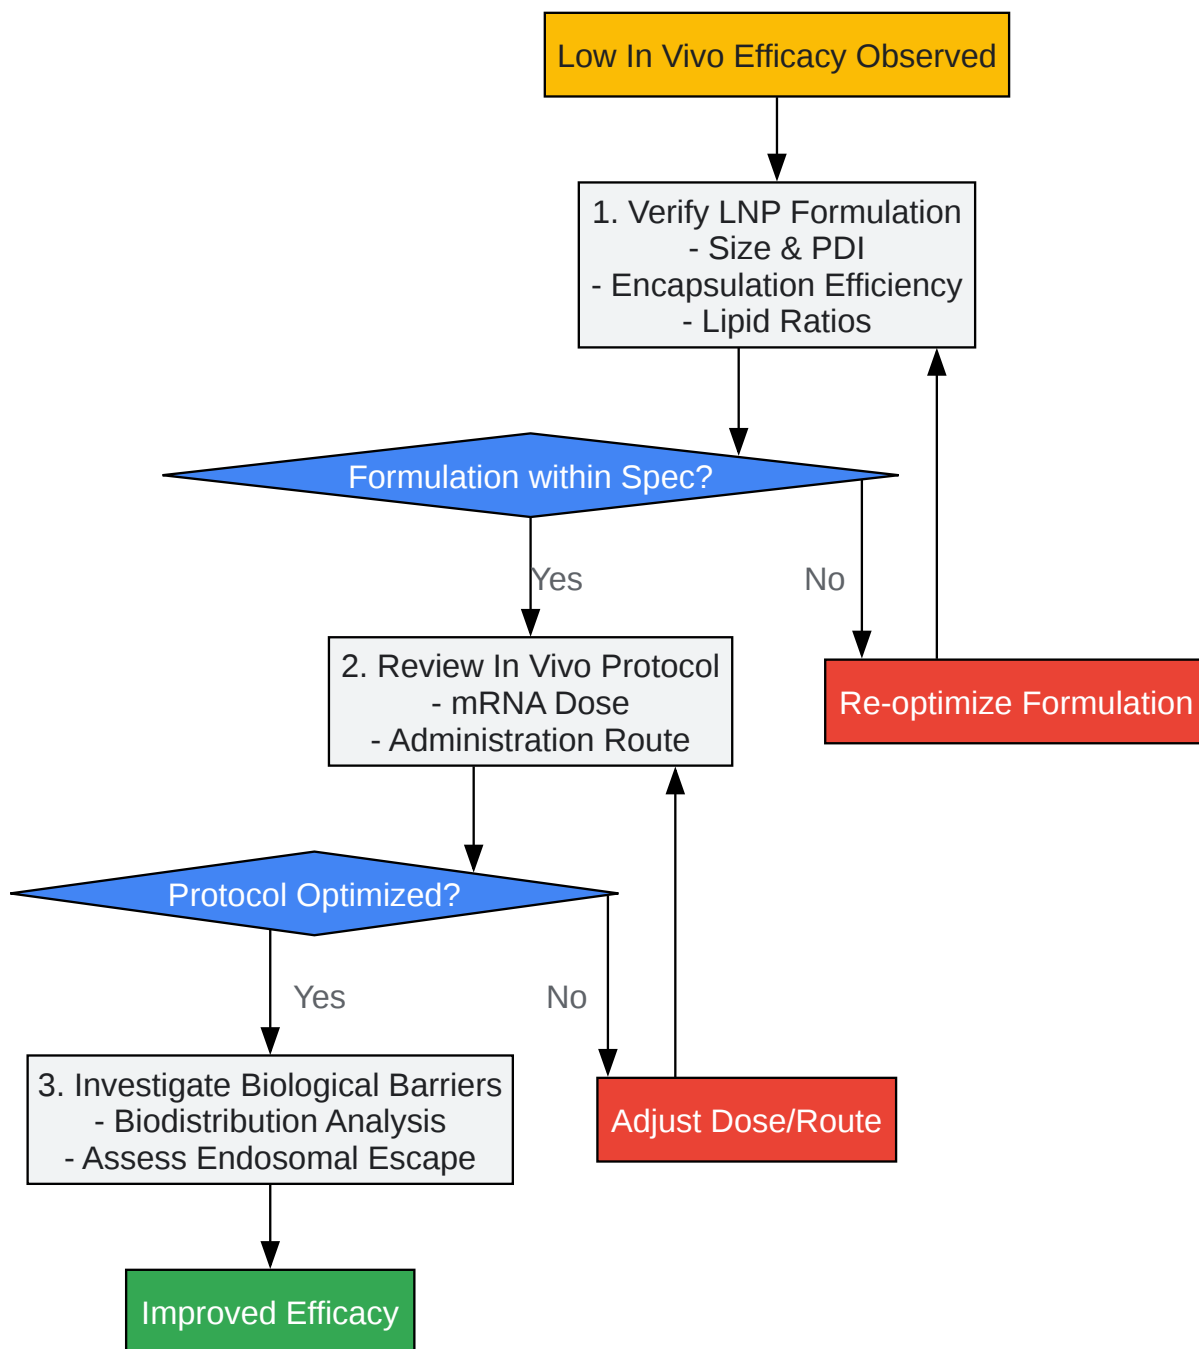 Low In Vivo Efficacy Observed
1. Verify LNP Formulation
- Size & PDI
- Encapsulation Efficiency
- Lipid Ratios
Formulation within Spec?
Yes
No
2. Review In Vivo Protocol
- mRNA Dose
- Administration Route
Re-optimize Formulation
Protocol Optimized?
Yes
No
3. Investigate Biological Barriers
- Biodistribution Analysis
- Assess Endosomal Escape
Adjust Dose/Route
Improved Efficacy